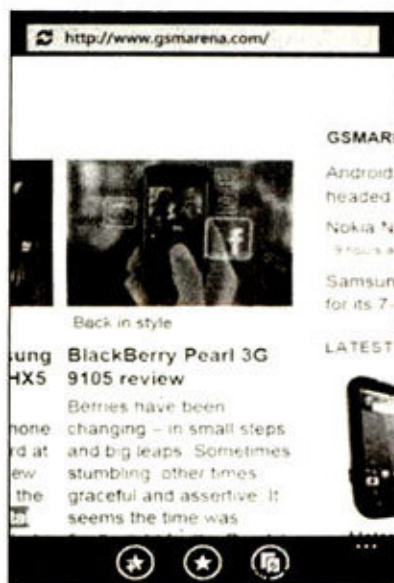 http://www.gsmarena.com/
Back in style
BlackBerry Pearl 3G
9105 review
Berries have been
changing – in small steps
and big leaps. Sometimes
stumbling, other times
graceful and assertive. It
seems the time was
sung
HX5
hone
rd at
ew
the
GSMAR
Android
headed
Nokia N
9 hours a
Samsun
for its 7-
LATEST